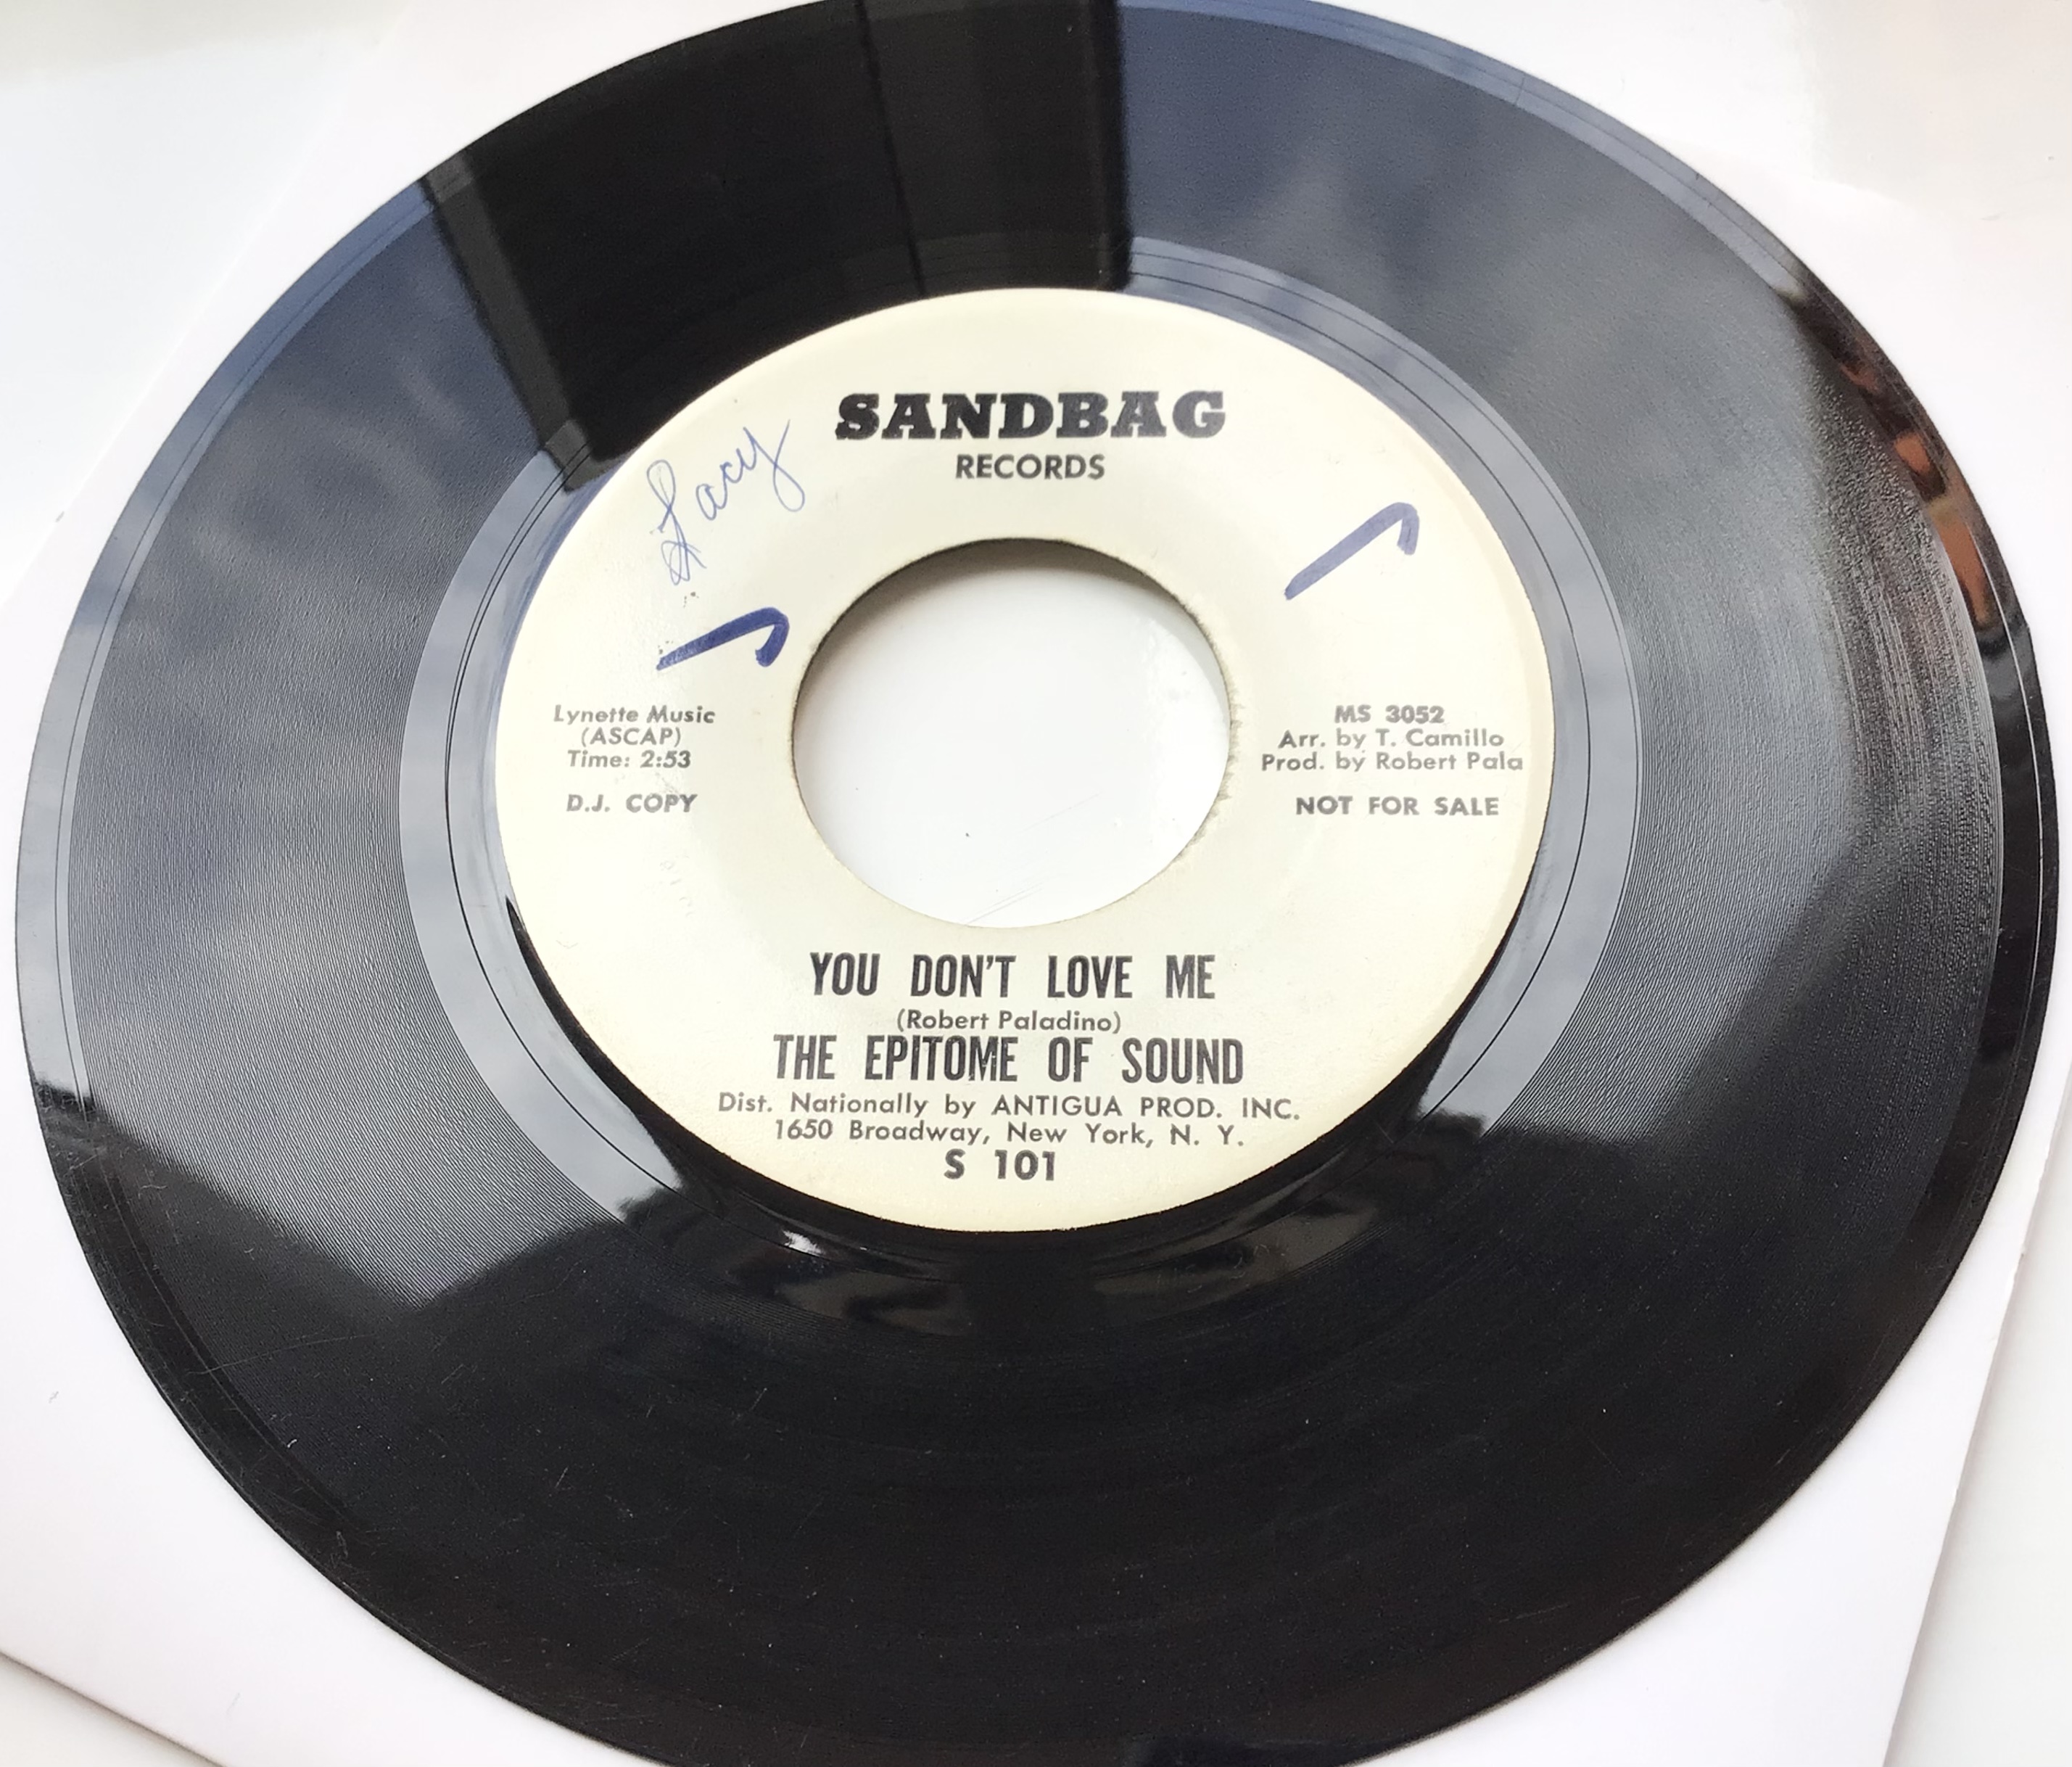 SANDBAG
RECORDS
Lacy
Lynette Music
(ASCAP)
Time: 2:53
D.J. COPY
MS 3052
Arr. by T. Camillo
Prod. by Robert Pala
NOT FOR SALE
YOU DON'T LOVE ME
(Robert Paladino)
THE EPITOME OF SOUND
Dist. Nationally by ANTIGUA PROD. INC.
1650 Broadway, New York, N. Y.
S 101